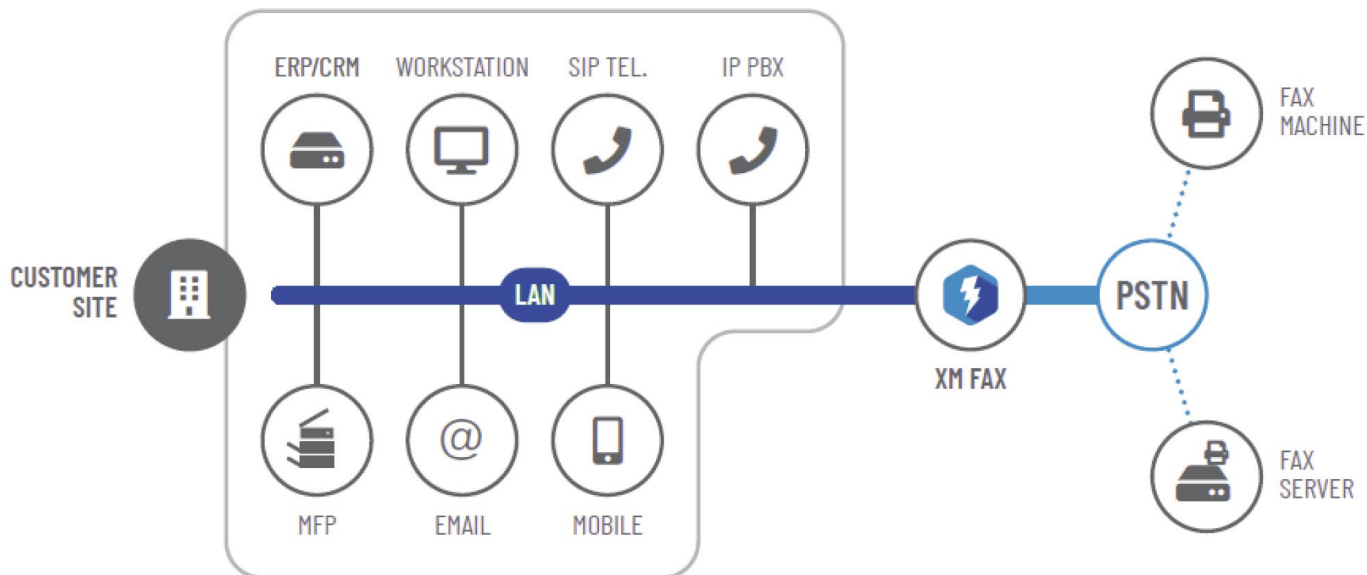 ERP/CRM
WORKSTATION
SIP TEL.
IP PBX
FAX
MACHINE
CUSTOMER
SITE
LAN
XM FAX
PSTN
MFP
@
EMAIL
MOBILE
FAX
SERVER